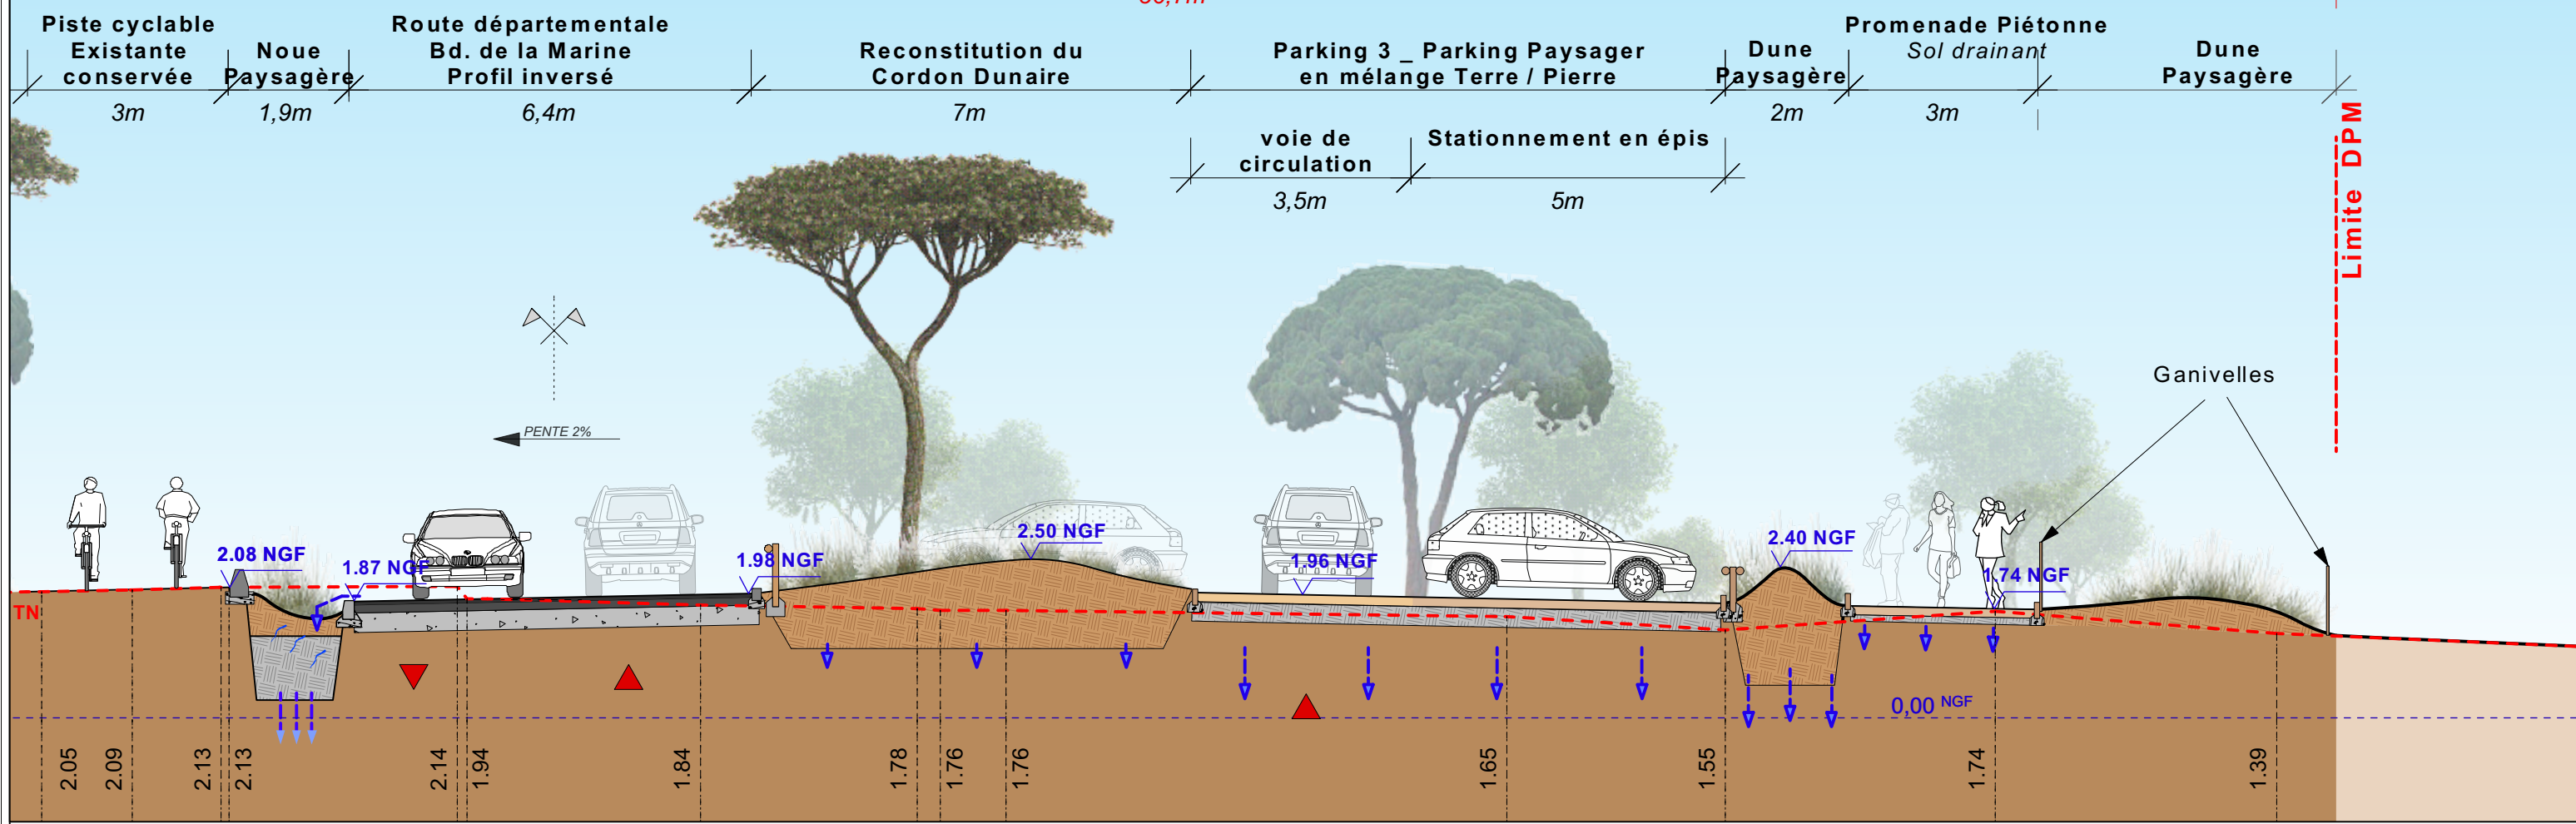 Piste cyclable
Existante
conservée
3m
Noue
Paysagère
1,9m
Route départementale
Bd. de la Marine
Profil inversé
6,4m
Reconstitution du
Cordon Dunaire
7m
Parking 3 _ Parking Paysager
en mélange Terre / Pierre
voie de
circulation
3,5m
Stationnement en épis
5m
Dune
Paysagère
2m
Promenade Piétonne
Sol drainant
3m
Dune
Paysagère
Limite DPM
Ganivelles
PENTE 2%
2.08 NGF
1.87 NGF
1.98 NGF
2.50 NGF
1.96 NGF
2.40 NGF
1.74 NGF
TN
0,00 NGF
2.05
2.09
2.13
2.13
2.14
1.94
1.84
1.78
1.76
1.76
1.65
1.55
1.74
1.39